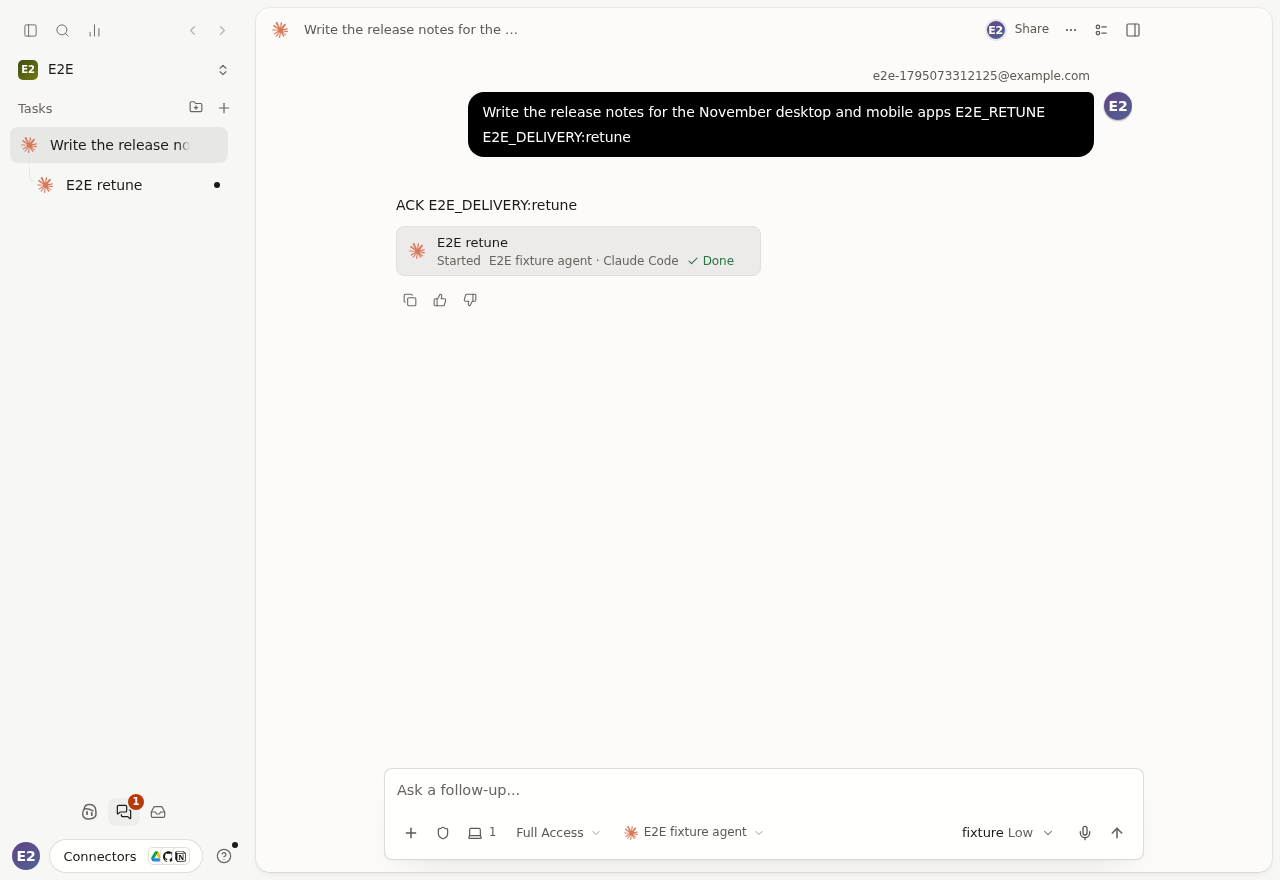 E2 E2E
Tasks
Write the release no
E2E retune
1
E2 Connectors
Write the release notes for the …
E2 Share
e2e-1795073312125@example.com
Write the release notes for the November desktop and mobile apps E2E_RETUNE
E2E_DELIVERY:retune
E2
ACK E2E_DELIVERY:retune
E2E retune
Started E2E fixture agent · Claude Code Done
Ask a follow-up...
1 Full Access E2E fixture agent fixture Low